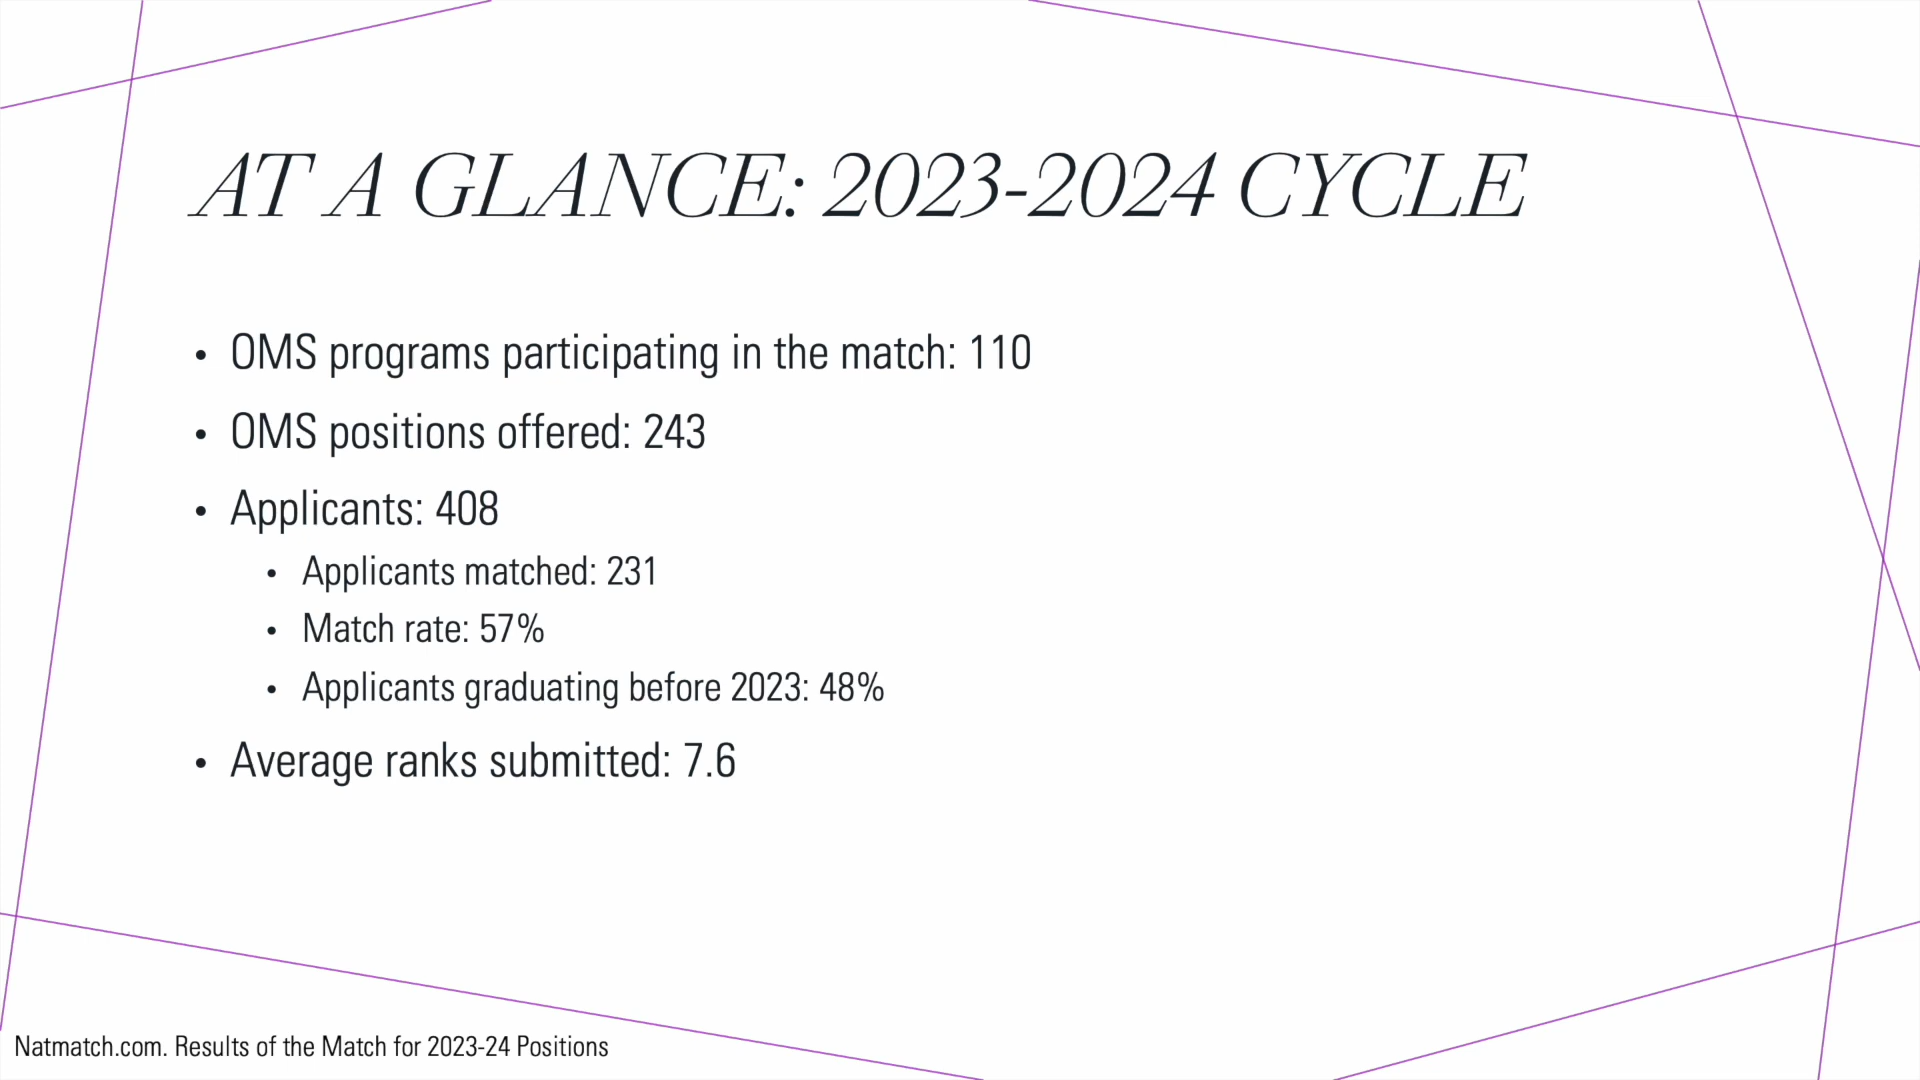 AT A GLANCE: 2023-2024 CYCLE
• OMS programs participating in the match: 110
• OMS positions offered: 243
• Applicants: 408
• Applicants matched: 231
• Match rate: 57%
• Applicants graduating before 2023: 48%
• Average ranks submitted: 7.6
Natmatch.com. Results of the Match for 2023-24 Positions